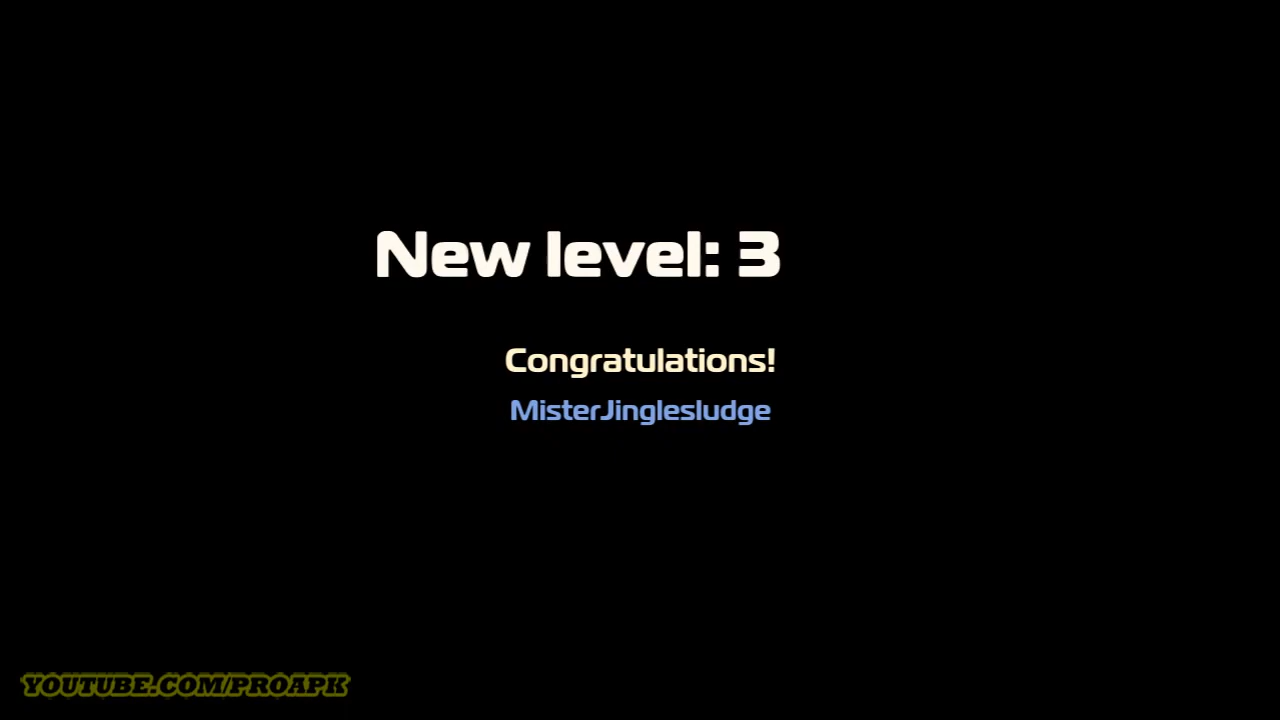 New level: 3
Congratulations!
MisterJinglesludge
YOUTUBE.COM/PROAPK